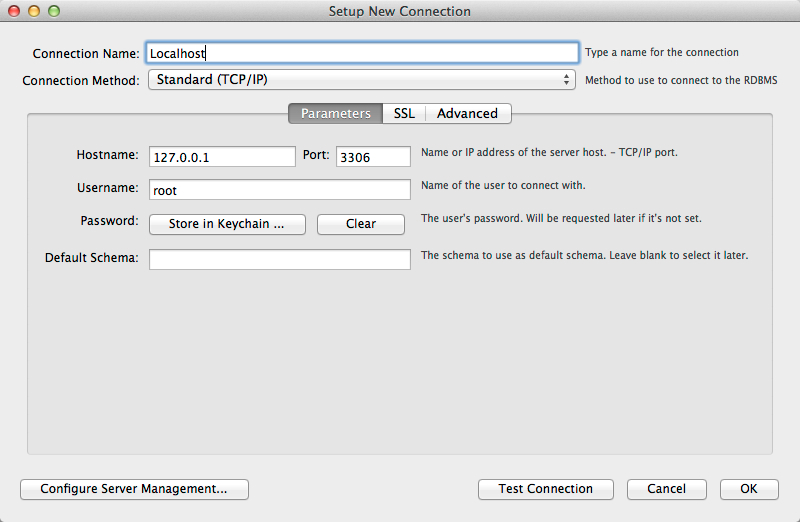 Setup New Connection
Connection Name: Localhost Type a name for the connection
Connection Method: Standard (TCP/IP) Method to use to connect to the RDBMS
Parameters SSL Advanced
Hostname: 127.0.0.1 Port: 3306 Name or IP address of the server host. – TCP/IP port.
Username: root Name of the user to connect with.
Password: Store in Keychain ... Clear The user's password. Will be requested later if it's not set.
Default Schema: The schema to use as default schema. Leave blank to select it later.
Configure Server Management... Test Connection Cancel OK